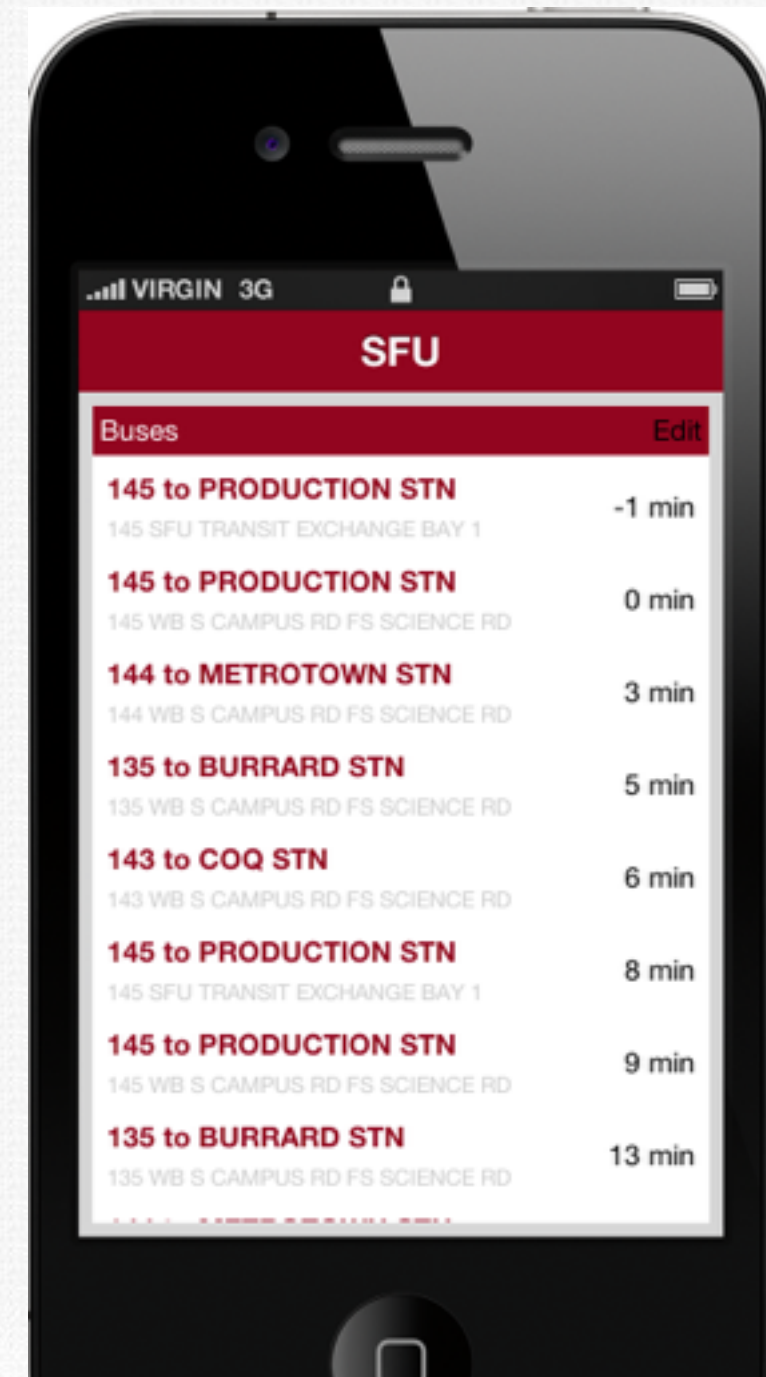 VIRGIN 3G
SFU
Buses Edit
145 to PRODUCTION STN
-1 min
145 SFU TRANSIT EXCHANGE BAY 1
145 to PRODUCTION STN
0 min
145 WB S CAMPUS RD FS SCIENCE RD
144 to METROTOWN STN
3 min
144 WB S CAMPUS RD FS SCIENCE RD
135 to BURRARD STN
5 min
135 WB S CAMPUS RD FS SCIENCE RD
143 to COQ STN
6 min
143 WB S CAMPUS RD FS SCIENCE RD
145 to PRODUCTION STN
8 min
145 SFU TRANSIT EXCHANGE BAY 1
145 to PRODUCTION STN
9 min
145 WB S CAMPUS RD FS SCIENCE RD
135 to BURRARD STN
13 min
135 WB S CAMPUS RD FS SCIENCE RD